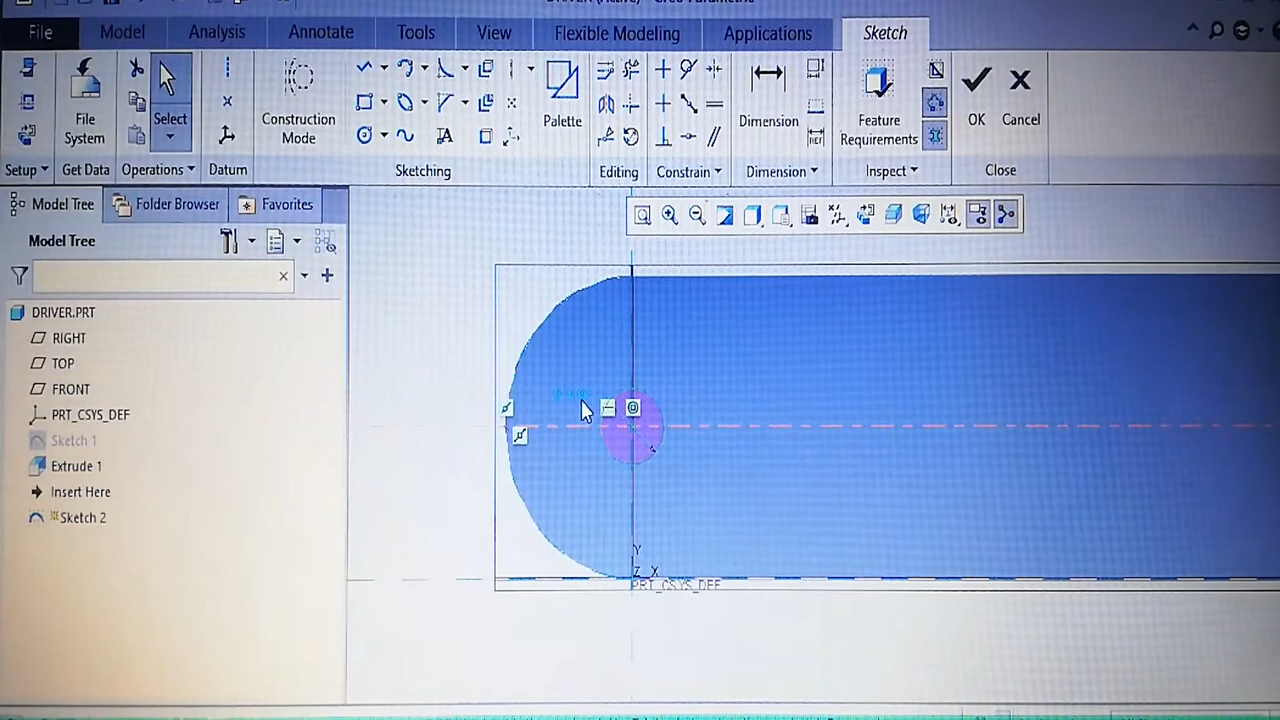 File Model Analysis Annotate Tools View Flexible Modeling Applications Sketch
File System
Select
Construction Mode
Palette
Dimension
Feature Requirements
OK Cancel
Setup Get Data Operations Datum Sketching Editing Constrain Dimension Inspect Close
Model Tree Folder Browser Favorites
Model Tree
DRIVER.PRT
RIGHT
TOP
FRONT
PRT_CSYS_DEF
Sketch 1
Extrude 1
Insert Here
Sketch 2
Y
Z X
PRT_CSYS_DEF